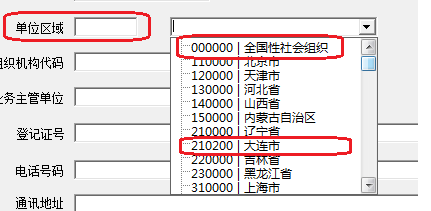 单位区域
000000 | 全国性社会组织
110000 | 北京市
组织机构代码
120000 | 天津市
130000 | 河北省
业务主管单位
140000 | 山西省
150000 | 内蒙古自治区
210000 | 辽宁省
登记证号
210200 | 大连市
220000 | 吉林省
电话号码
230000 | 黑龙江省
310000 | 上海市
通讯地址